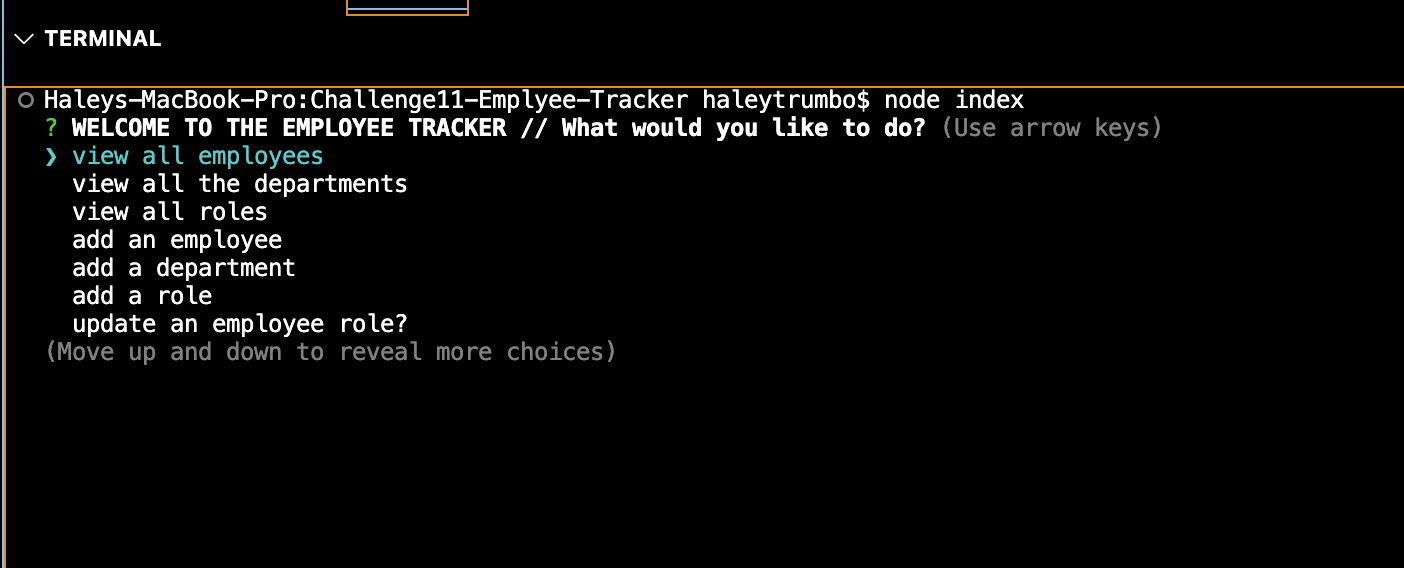 TERMINAL
Haleys-MacBook-Pro:Challenge11-Emplyee-Tracker haleytrumbo$ node index
? WELCOME TO THE EMPLOYEE TRACKER // What would you like to do? (Use arrow keys)
❯ view all employees
view all the departments
view all roles
add an employee
add a department
add a role
update an employee role?
(Move up and down to reveal more choices)